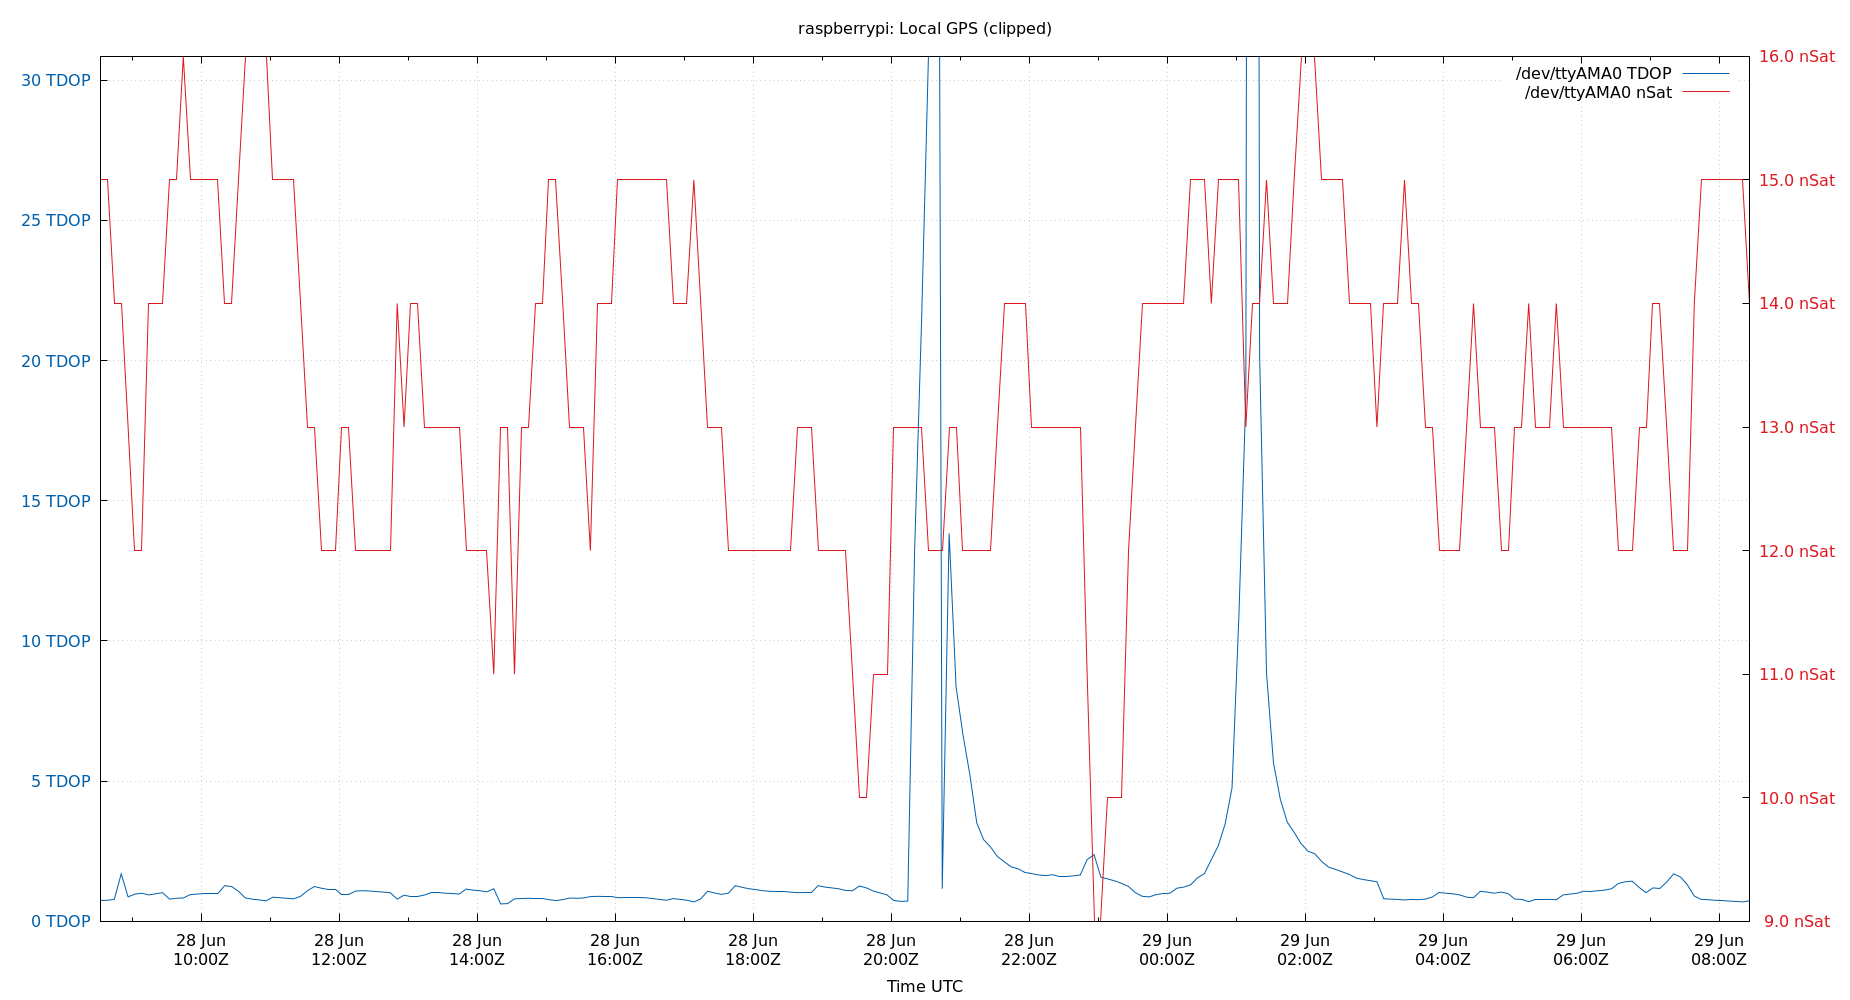 raspberrypi: Local GPS (clipped)
/dev/ttyAMA0 TDOP
/dev/ttyAMA0 nSat
30 TDOP
25 TDOP
20 TDOP
15 TDOP
10 TDOP
5 TDOP
0 TDOP
16.0 nSat
15.0 nSat
14.0 nSat
13.0 nSat
12.0 nSat
11.0 nSat
10.0 nSat
9.0 nSat
28 Jun 28 Jun 28 Jun 28 Jun 28 Jun 28 Jun 28 Jun 29 Jun 29 Jun 29 Jun 29 Jun 29 Jun
10:00Z 12:00Z 14:00Z 16:00Z 18:00Z 20:00Z 22:00Z 00:00Z 02:00Z 04:00Z 06:00Z 08:00Z
Time UTC